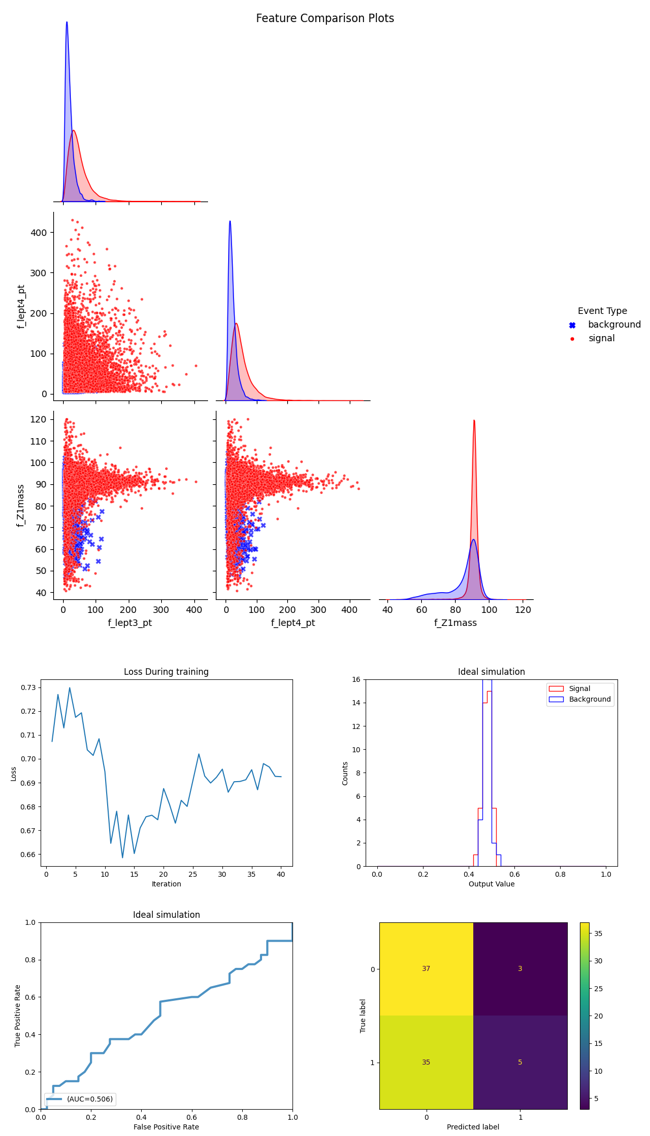 Feature Comparison Plots
400
300
200
100
0
f_lept4_pt
Event Type
background
signal
120
110
100
90
80
70
60
50
40
f_Z1mass
0 100 200 300 400
f_lept3_pt
0 100 200 300 400
f_lept4_pt
40 60 80 100 120
f_Z1mass
Loss During training
0.73
0.72
0.71
0.70
0.69
0.68
0.67
0.66
Loss
0 5 10 15 20 25 30 35 40
Iteration
Ideal simulation
Signal
Background
16
14
12
10
8
6
4
2
0
Counts
0.0 0.2 0.4 0.6 0.8 1.0
Output Value
Ideal simulation
1.0
0.8
0.6
0.4
0.2
0.0
True Positive Rate
(AUC=0.506)
0.0 0.2 0.4 0.6 0.8 1.0
False Positive Rate
0
1
True label
37 3
35 5
0 1
Predicted label
35
30
25
20
15
10
5